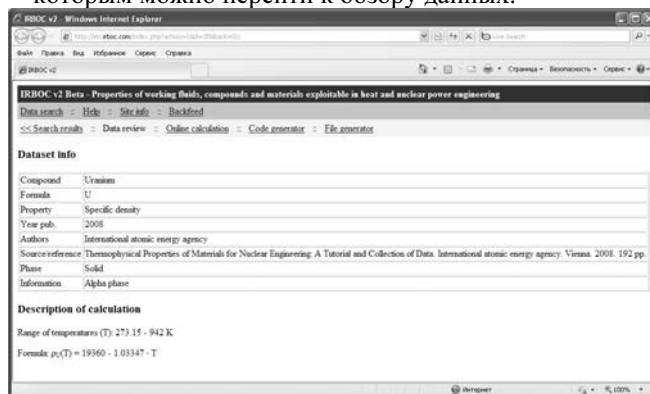 которым можно перейти к обзору данных.
IRBOC v2 - Windows Internet Explorer
Live Search
Файл Правка Вид Избранное Сервис Справка
IRBOC v2
Страница Безопасность Сервис
IRBOC v2 Beta - Properties of working fluids, compounds and materials exploitable in heat and nuclear power engineering
Data search :: Help :: Site info :: Backfeed
<< Search results :: Data review :: Online calculation :: Code generator :: File generator
Dataset info
Compound Uranium
Formula U
Property Specific density
Year pub. 2008
Authors International atomic energy agency
Source/reference Thermophysical Properties of Materials for Nuclear Engineering: A Tutorial and Collection of Data. International atomic energy agency. Vienna. 2008. 192 pp.
Phase Solid
Information Alpha phase
Description of calculation
Range of temperatures (T): 273.15 - 942 K
Formula: ρₛ(T) = 19360 - 1.03347 · T
Интернет 100%